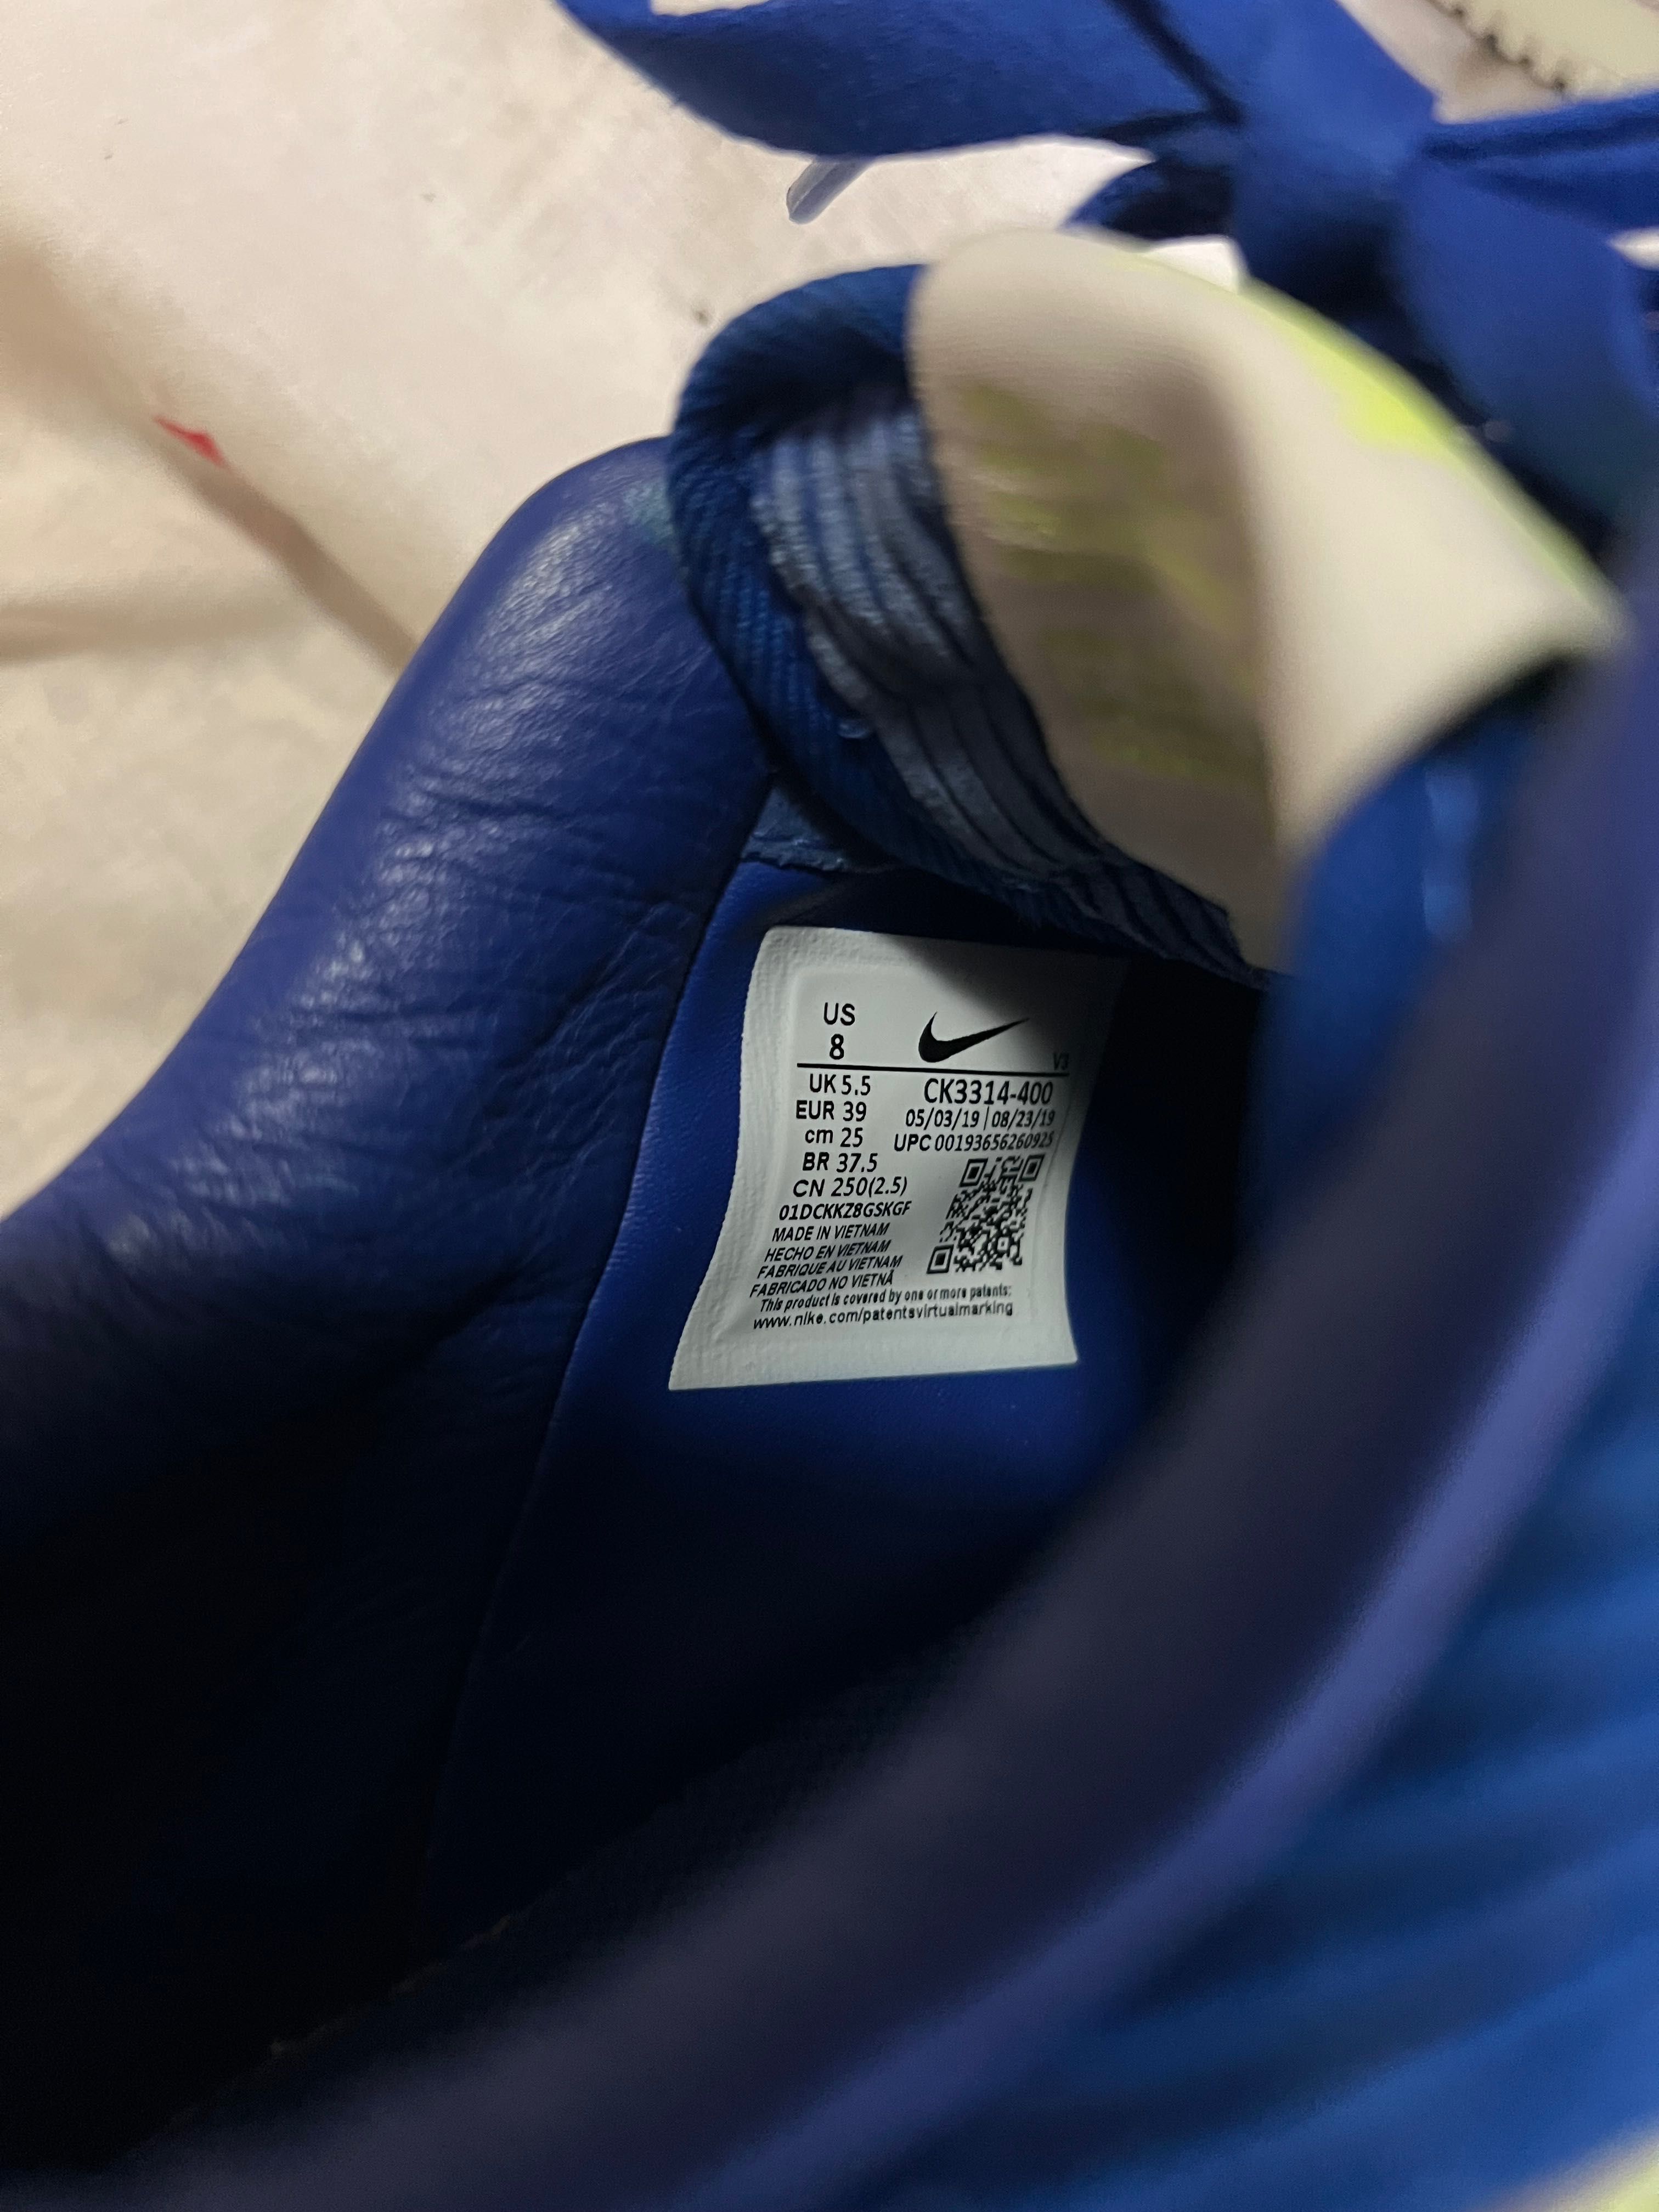 US
8
V3
UK 5.5
CK3314-400
EUR 39
05/03/19 | 08/23/19
cm 25
UPC 00193656260925
BR 37.5
CN 250(2.5)
01DCKKZ8GSKGF
MADE IN VIETNAM
HECHO EN VIETNAM
FABRIQUE AU VIETNAM
FABRICADO NO VIETNÃ
This product is covered by one or more patents:
www.nike.com/patentsvirtualmarking